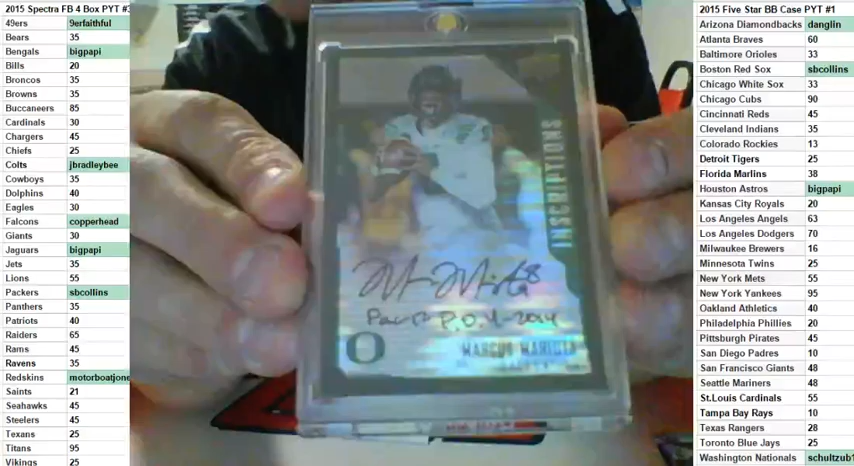 2015 Spectra FB 4 Box PYT #3
49ers 9erfaithful
Bears 35
Bengals bigpapi
Bills 20
Broncos 35
Browns 35
Buccaneers 85
Cardinals 30
Chargers 45
Chiefs 25
Colts jbradleybee
Cowboys 35
Dolphins 40
Eagles 30
Falcons copperhead
Giants 30
Jaguars bigpapi
Jets 35
Lions 55
Packers sbcollins
Panthers 35
Patriots 40
Raiders 65
Rams 45
Ravens 35
Redskins motorboatjone
Saints 21
Seahawks 45
Steelers 45
Texans 25
Titans 95
Vikings 25
INSCRIPTIONS
P.O.Y-2014
O
MARCUS MARIOTA
2015 Five Star BB Case PYT #1
Arizona Diamondbacks danglin
Atlanta Braves 60
Baltimore Orioles 33
Boston Red Sox sbcollins
Chicago White Sox 33
Chicago Cubs 90
Cincinnati Reds 45
Cleveland Indians 35
Colorado Rockies 13
Detroit Tigers 25
Florida Marlins 38
Houston Astros bigpapi
Kansas City Royals 20
Los Angeles Angels 63
Los Angeles Dodgers 70
Milwaukee Brewers 16
Minnesota Twins 25
New York Mets 55
New York Yankees 95
Oakland Athletics 40
Philadelphia Phillies 20
Pittsburgh Pirates 45
San Diego Padres 10
San Francisco Giants 48
Seattle Mariners 48
St.Louis Cardinals 55
Tampa Bay Rays 10
Texas Rangers 28
Toronto Blue Jays 25
Washington Nationals schultzub1